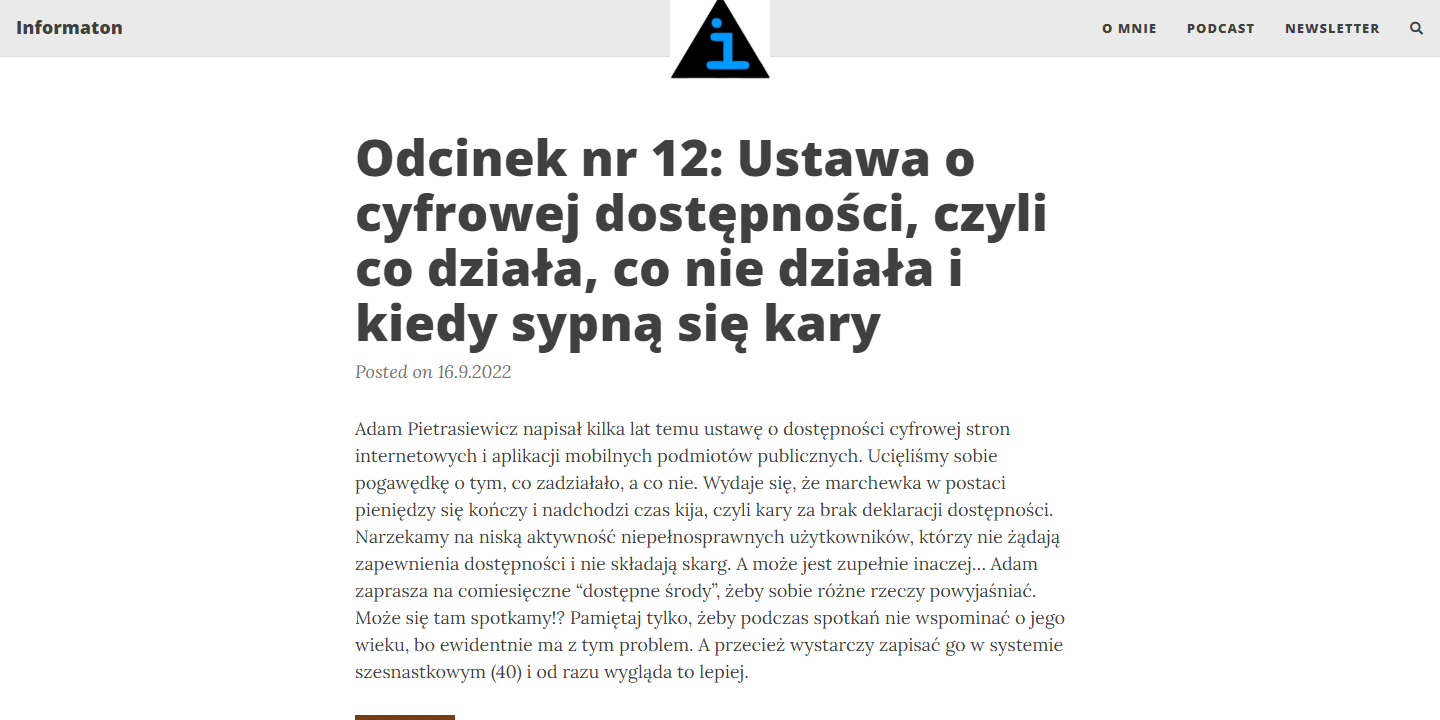 Informaton
i
O MNIE
PODCAST
NEWSLETTER
Odcinek nr 12: Ustawa o
cyfrowej dostępności, czyli
co działa, co nie działa i
kiedy sypną się kary
Posted on 16.9.2022
Adam Pietrasiewicz napisał kilka lat temu ustawę o dostępności cyfrowej stron
internetowych i aplikacji mobilnych podmiotów publicznych. Ucięliśmy sobie
pogawędkę o tym, co zadziałało, a co nie. Wydaje się, że marchewka w postaci
pieniędzy się kończy i nadchodzi czas kija, czyli kary za brak deklaracji dostępności.
Narzekamy na niską aktywność niepełnosprawnych użytkowników, którzy nie żądają
zapewnienia dostępności i nie składają skarg. A może jest zupełnie inaczej… Adam
zaprasza na comiesięczne “dostępne środy”, żeby sobie różne rzeczy powyjaśniać.
Może się tam spotkamy!? Pamiętaj tylko, żeby podczas spotkań nie wspominać o jego
wieku, bo ewidentnie ma z tym problem. A przecież wystarczy zapisać go w systemie
szesnastkowym (40) i od razu wygląda to lepiej.